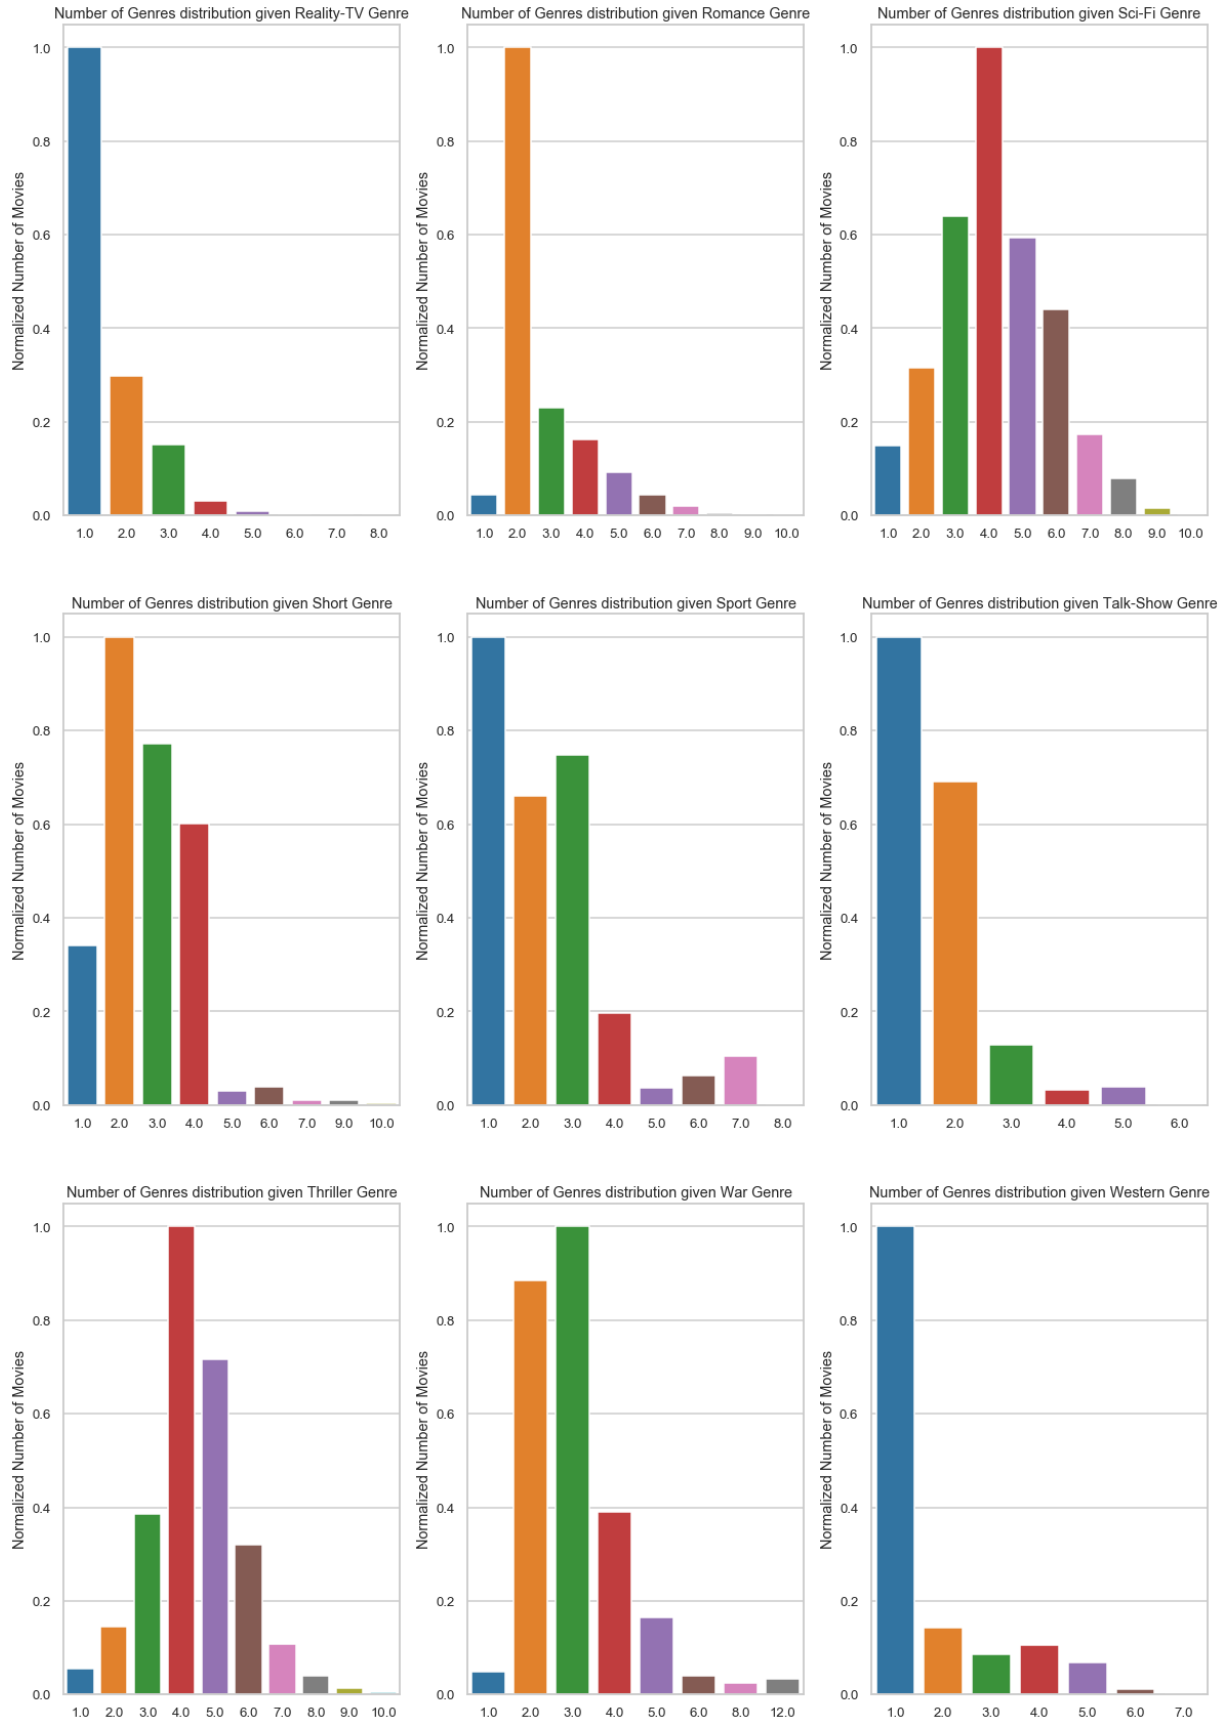 Number of Genres distribution given Reality-TV Genre
Normalized Number of Movies
1.0
0.8
0.6
0.4
0.2
0.0
1.0 2.0 3.0 4.0 5.0 6.0 7.0 8.0
Number of Genres distribution given Romance Genre
Normalized Number of Movies
1.0
0.8
0.6
0.4
0.2
0.0
1.0 2.0 3.0 4.0 5.0 6.0 7.0 8.0 9.0 10.0
Number of Genres distribution given Sci-Fi Genre
Normalized Number of Movies
1.0
0.8
0.6
0.4
0.2
0.0
1.0 2.0 3.0 4.0 5.0 6.0 7.0 8.0 9.0 10.0
Number of Genres distribution given Short Genre
Normalized Number of Movies
1.0
0.8
0.6
0.4
0.2
0.0
1.0 2.0 3.0 4.0 5.0 6.0 7.0 9.0 10.0
Number of Genres distribution given Sport Genre
Normalized Number of Movies
1.0
0.8
0.6
0.4
0.2
0.0
1.0 2.0 3.0 4.0 5.0 6.0 7.0 8.0
Number of Genres distribution given Talk-Show Genre
Normalized Number of Movies
1.0
0.8
0.6
0.4
0.2
0.0
1.0 2.0 3.0 4.0 5.0 6.0
Number of Genres distribution given Thriller Genre
Normalized Number of Movies
1.0
0.8
0.6
0.4
0.2
0.0
1.0 2.0 3.0 4.0 5.0 6.0 7.0 8.0 9.0 10.0
Number of Genres distribution given War Genre
Normalized Number of Movies
1.0
0.8
0.6
0.4
0.2
0.0
1.0 2.0 3.0 4.0 5.0 6.0 8.0 12.0
Number of Genres distribution given Western Genre
Normalized Number of Movies
1.0
0.8
0.6
0.4
0.2
0.0
1.0 2.0 3.0 4.0 5.0 6.0 7.0